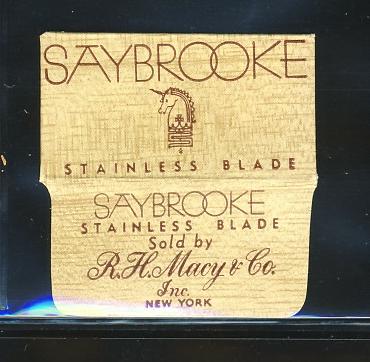 SAYBROOKE
STAINLESS BLADE
SAYBROOKE
STAINLESS BLADE
Sold by
R.H. Macy & Co.
Inc.
NEW YORK